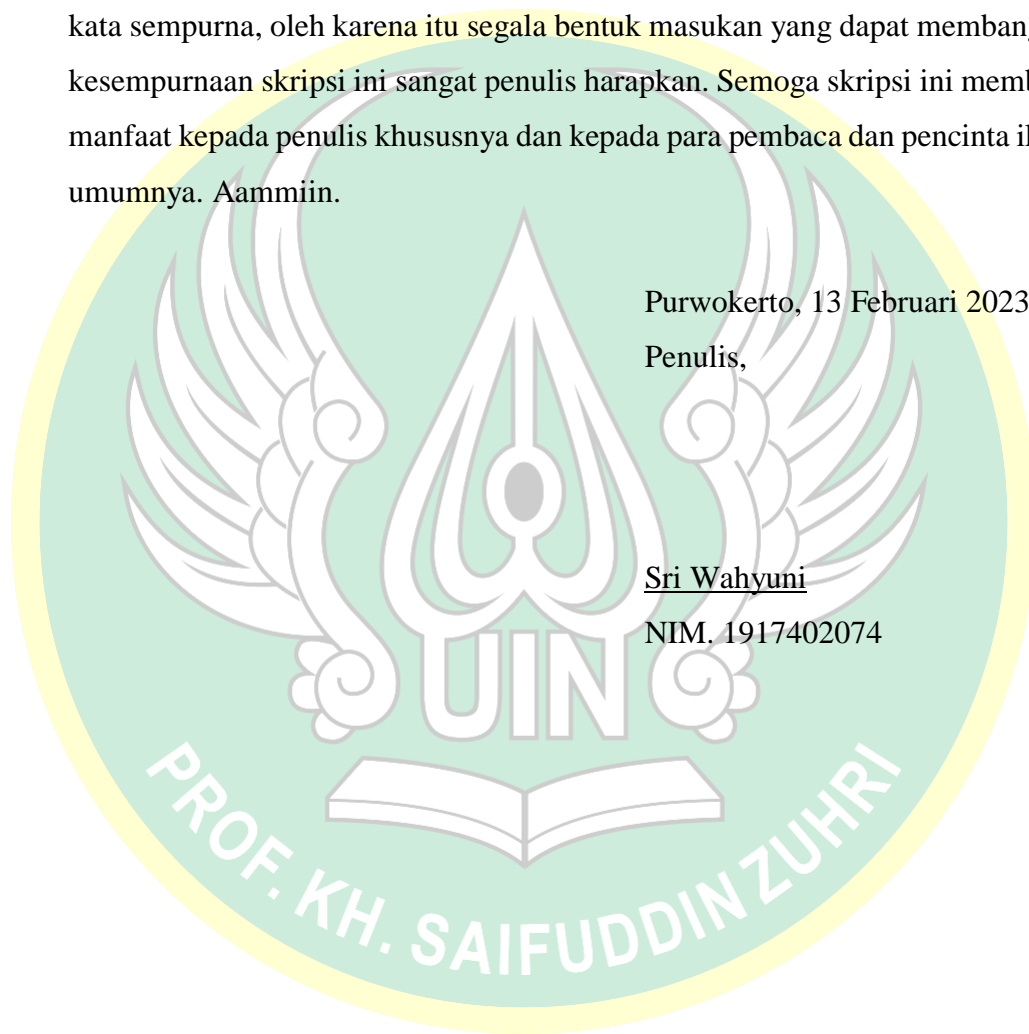 kata sempurna, oleh karena itu segala bentuk masukan yang dapat memban
kesempurnaan skripsi ini sangat penulis harapkan. Semoga skripsi ini mem
manfaat kepada penulis khususnya dan kepada para pembaca dan pencinta i
umumnya. Aammiin.
Purwokerto, 13 Februari 2023
Penulis,
Sri Wahyuni
NIM. 1917402074
UIN
PROF. KH. SAIFUDDIN ZUHRI